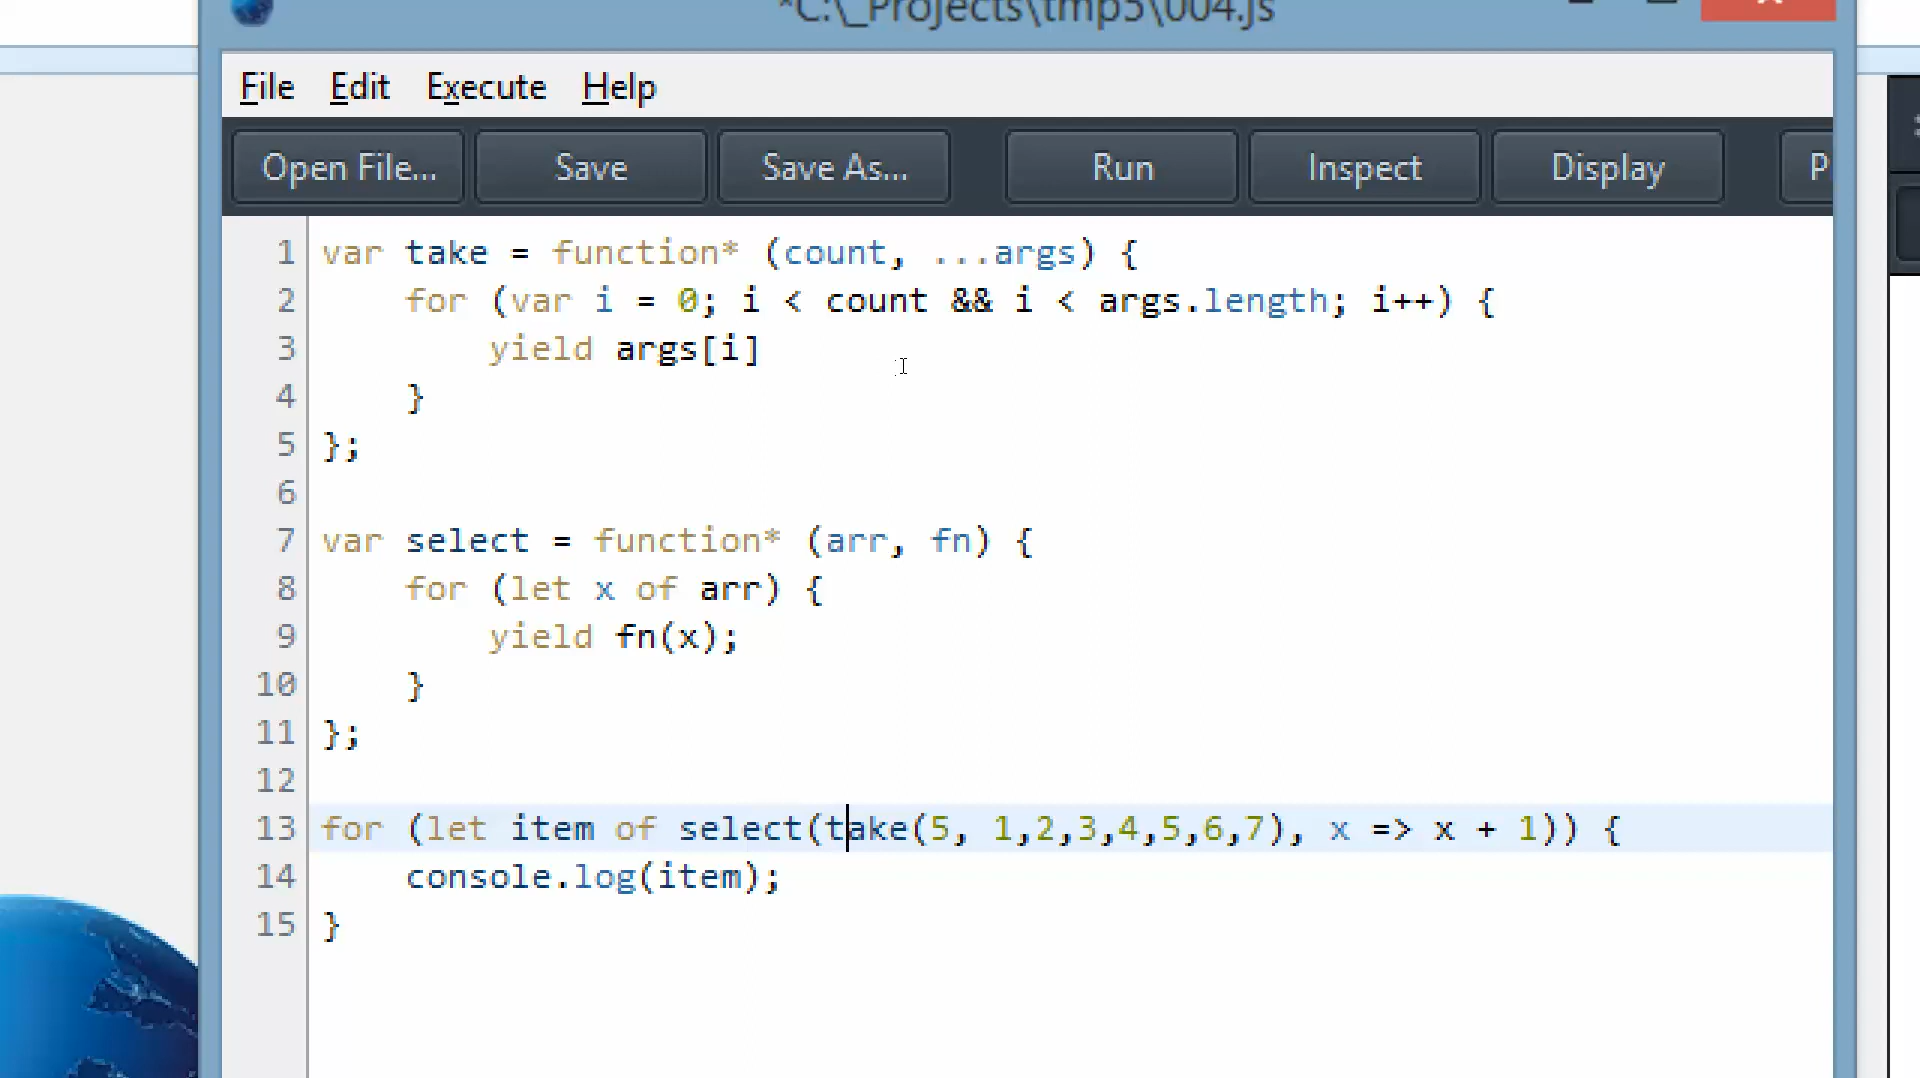 *C:\_Projects\tmp5\004.js
File Edit Execute Help
Open File... Save Save As... Run Inspect Display P
1 var take = function* (count, ...args) {
2     for (var i = 0; i < count && i < args.length; i++) {
3         yield args[i]
4     }
5 };
6
7 var select = function* (arr, fn) {
8     for (let x of arr) {
9         yield fn(x);
10     }
11 };
12
13 for (let item of select(take(5, 1,2,3,4,5,6,7), x => x + 1)) {
14     console.log(item);
15 }